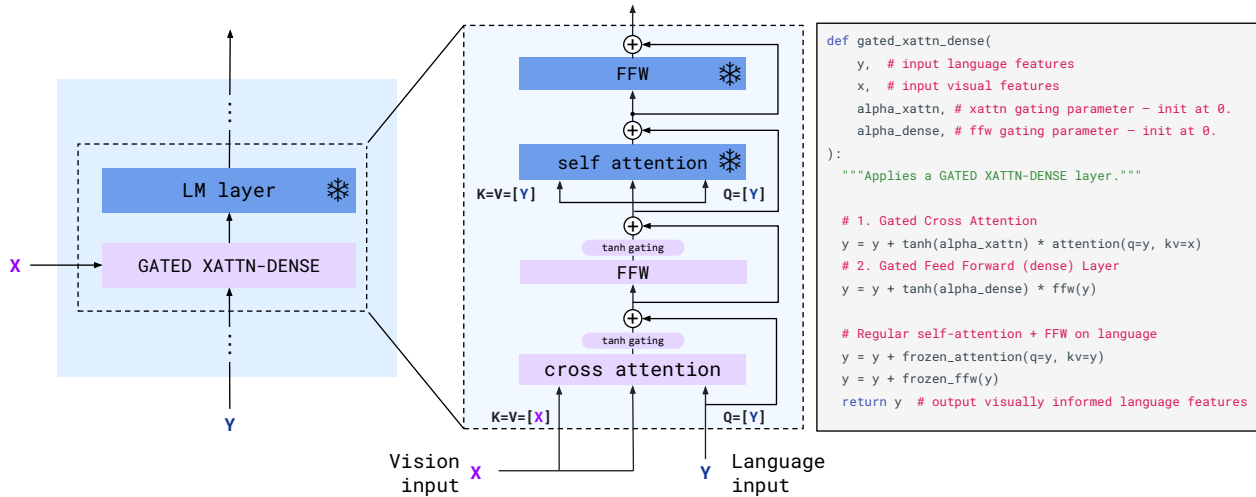 LM layer
X
GATED XATTN-DENSE
Y
FFW
self attention
K=V=[Y]
Q=[Y]
tanh gating
FFW
tanh gating
cross attention
K=V=[X]
Q=[Y]
Vision
input
X
Y
Language
input
def gated_xattn_dense(
y, # input language features
x, # input visual features
alpha_xattn, # xattn gating parameter – init at 0.
alpha_dense, # ffw gating parameter – init at 0.
):
"""Applies a GATED XATTN-DENSE layer."""
# 1. Gated Cross Attention
y = y + tanh(alpha_xattn) * attention(q=y, kv=x)
# 2. Gated Feed Forward (dense) Layer
y = y + tanh(alpha_dense) * ffw(y)
# Regular self-attention + FFW on language
y = y + frozen_attention(q=y, kv=y)
y = y + frozen_ffw(y)
return y # output visually informed language features